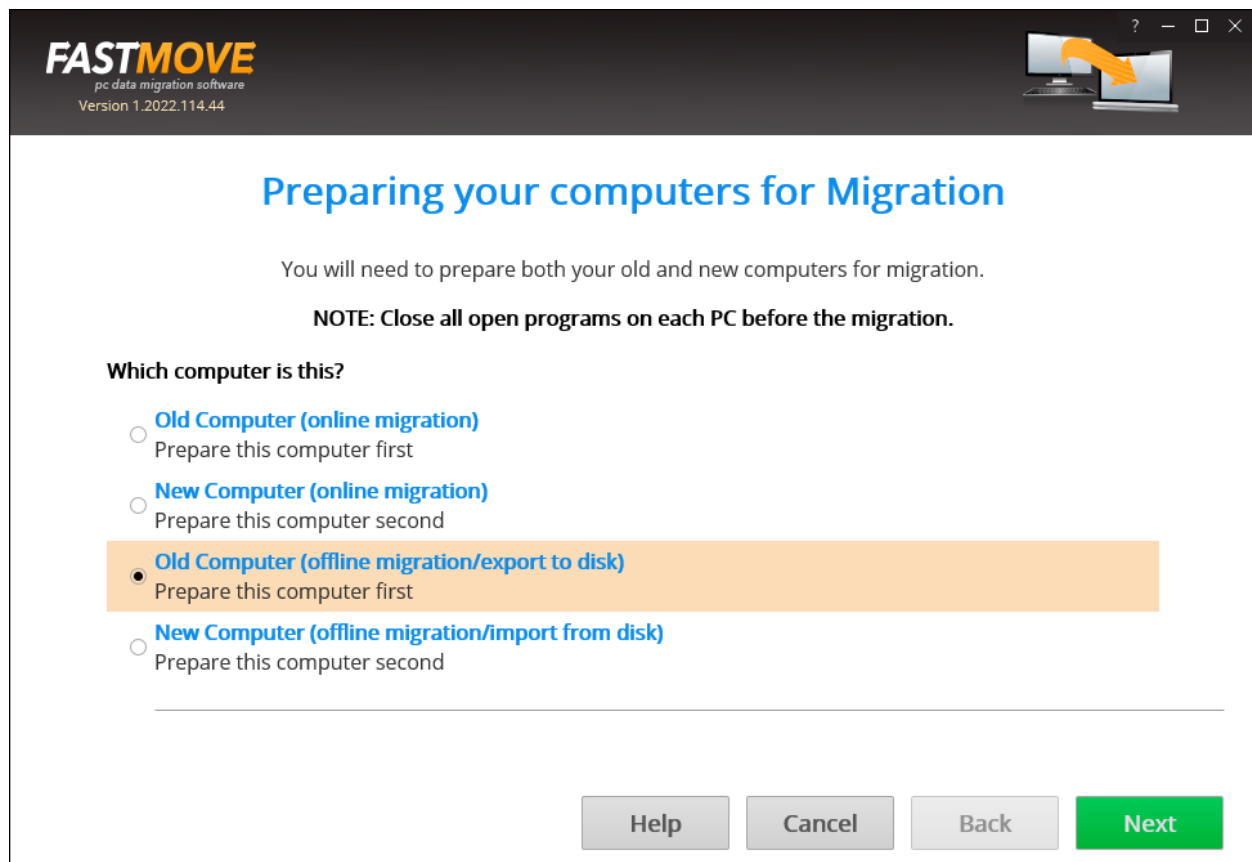 FASTMOVE
pc data migration software
Version 1.2022.114.44
?
Preparing your computers for Migration
You will need to prepare both your old and new computers for migration.
NOTE: Close all open programs on each PC before the migration.
Which computer is this?
Old Computer (online migration)
Prepare this computer first
New Computer (online migration)
Prepare this computer second
Old Computer (offline migration/export to disk)
Prepare this computer first
New Computer (offline migration/import from disk)
Prepare this computer second
Help Cancel Back Next